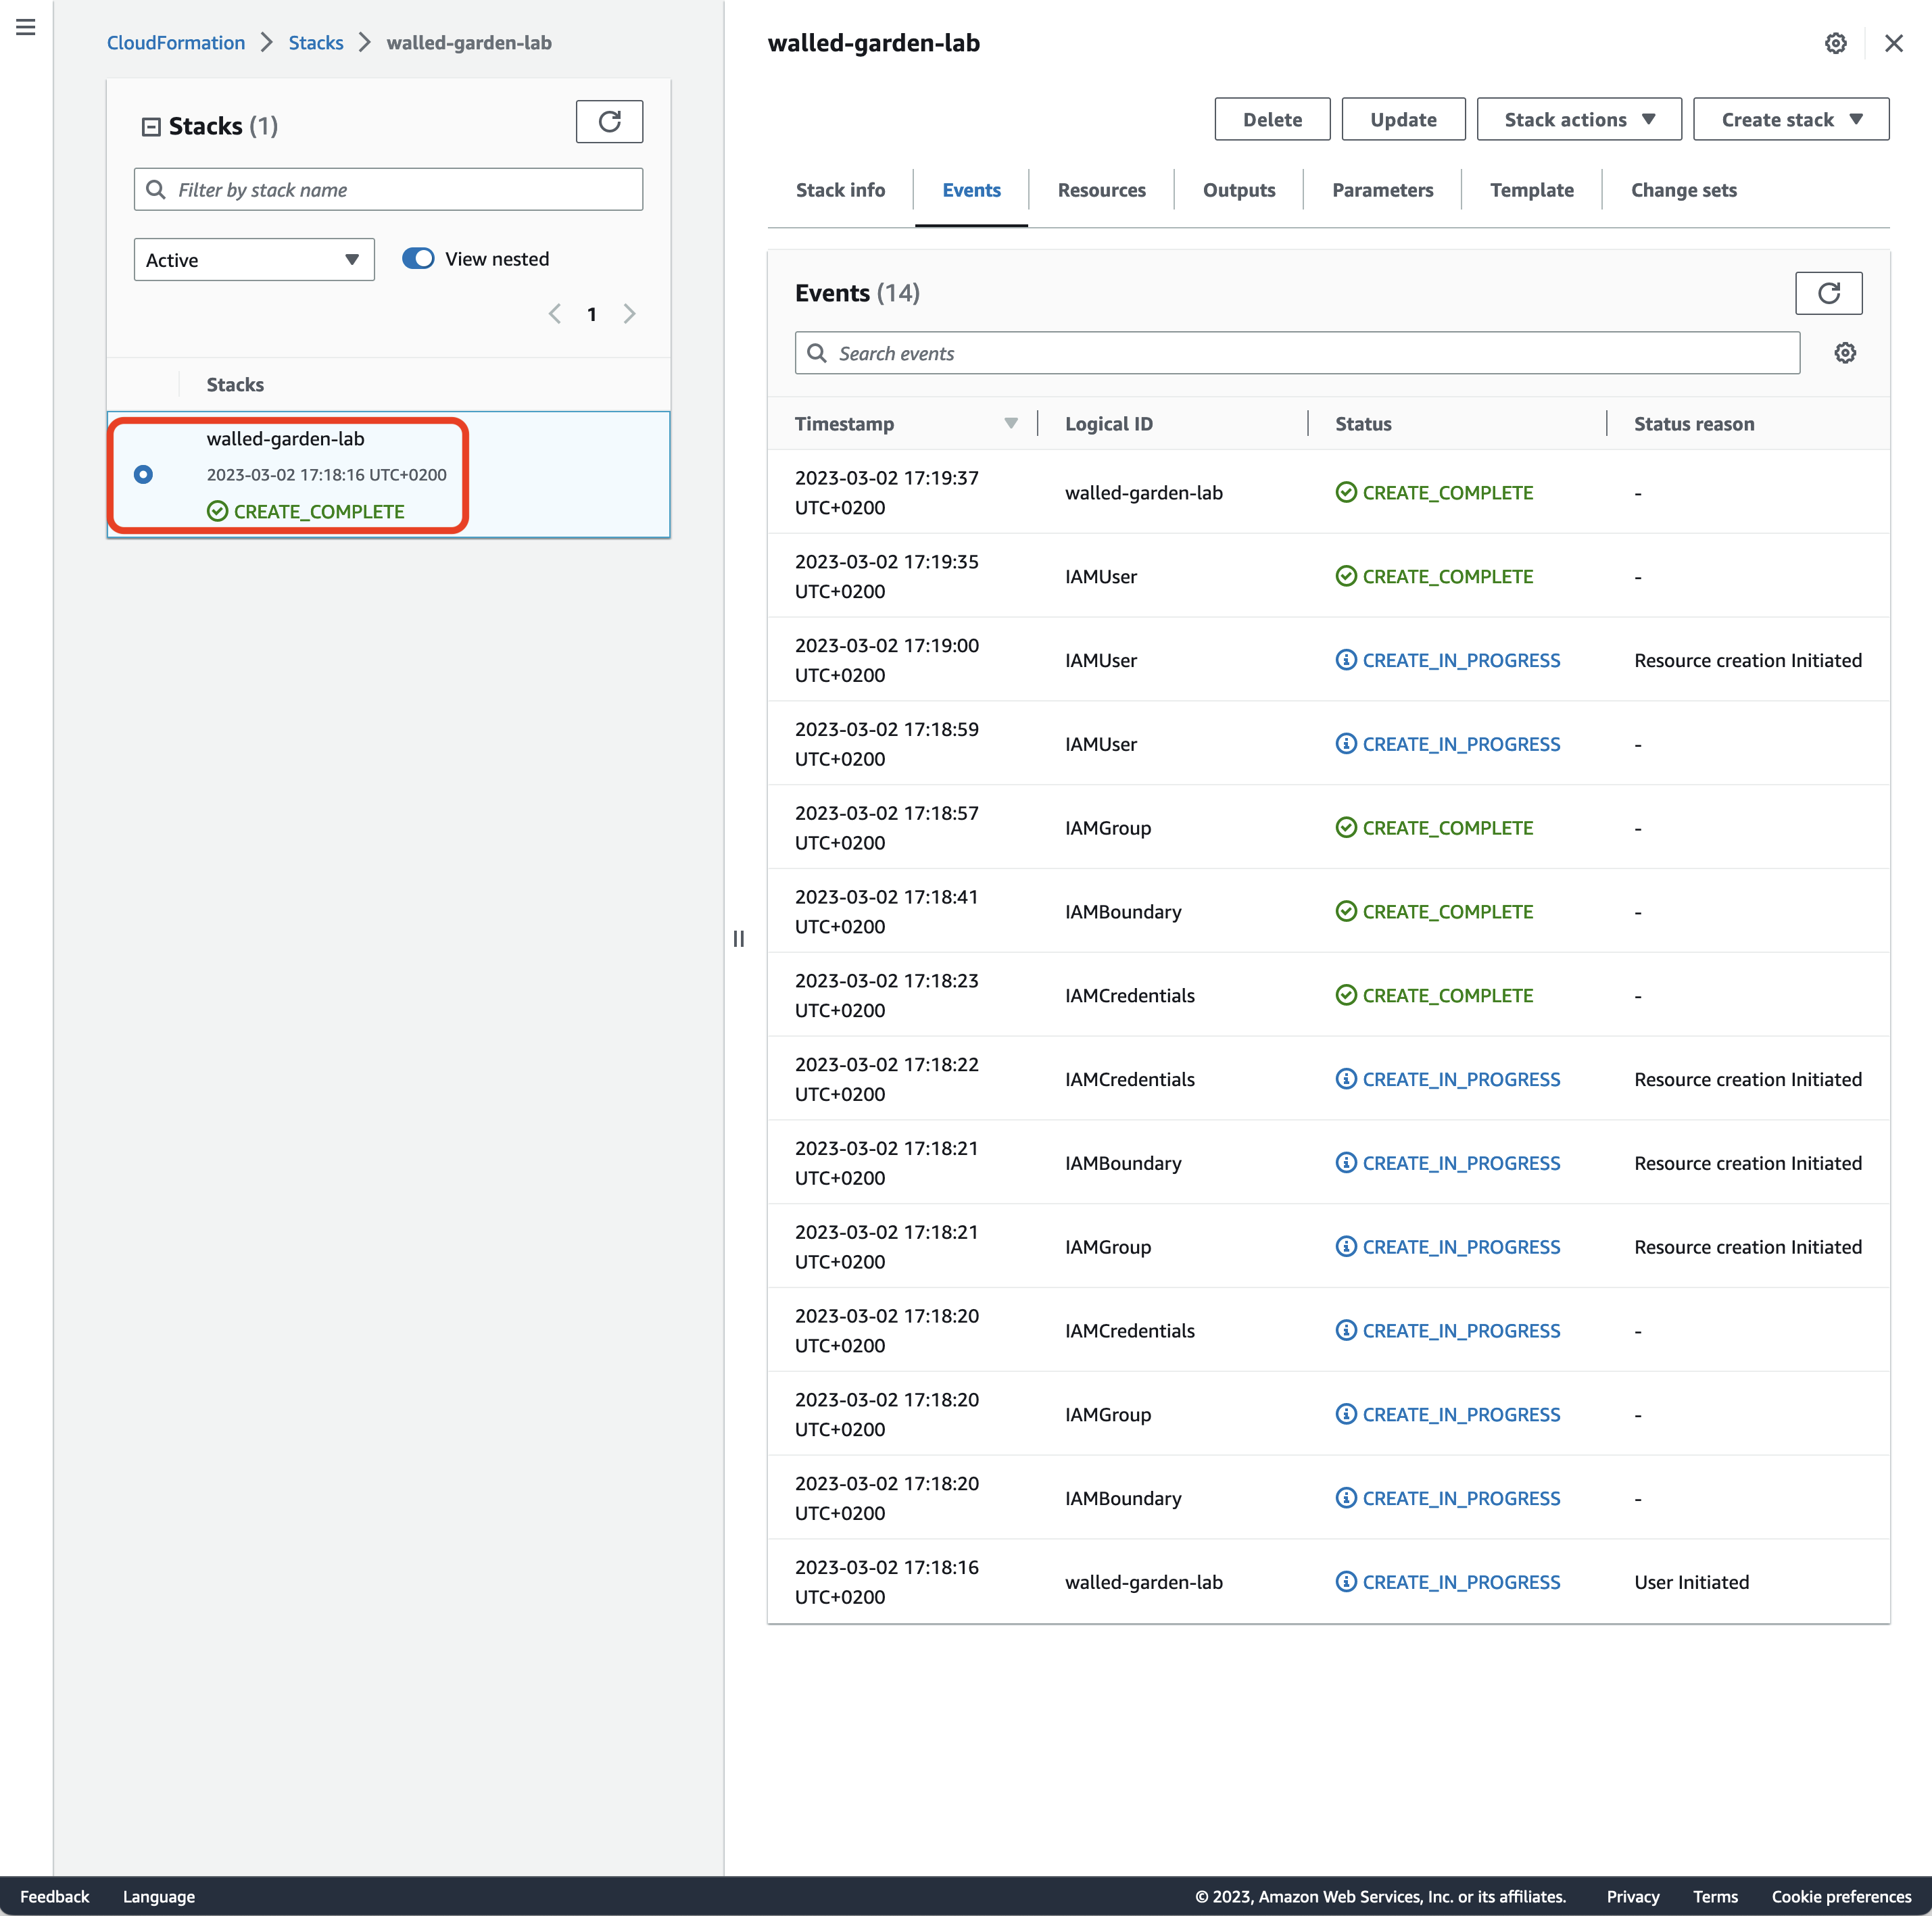 CloudFormation > Stacks > walled-garden-lab
Stacks (1)
Filter by stack name
Active
View nested
1
Stacks
walled-garden-lab
2023-03-02 17:18:16 UTC+0200
CREATE_COMPLETE
walled-garden-lab
Delete Update Stack actions Create stack
Stack info Events Resources Outputs Parameters Template Change sets
Events (14)
Search events
Timestamp Logical ID Status Status reason
2023-03-02 17:19:37
UTC+0200 walled-garden-lab CREATE_COMPLETE -
2023-03-02 17:19:35
UTC+0200 IAMUser CREATE_COMPLETE -
2023-03-02 17:19:00
UTC+0200 IAMUser CREATE_IN_PROGRESS Resource creation Initiated
2023-03-02 17:18:59
UTC+0200 IAMUser CREATE_IN_PROGRESS -
2023-03-02 17:18:57
UTC+0200 IAMGroup CREATE_COMPLETE -
2023-03-02 17:18:41
UTC+0200 IAMBoundary CREATE_COMPLETE -
2023-03-02 17:18:23
UTC+0200 IAMCredentials CREATE_COMPLETE -
2023-03-02 17:18:22
UTC+0200 IAMCredentials CREATE_IN_PROGRESS Resource creation Initiated
2023-03-02 17:18:21
UTC+0200 IAMBoundary CREATE_IN_PROGRESS Resource creation Initiated
2023-03-02 17:18:21
UTC+0200 IAMGroup CREATE_IN_PROGRESS Resource creation Initiated
2023-03-02 17:18:20
UTC+0200 IAMCredentials CREATE_IN_PROGRESS -
2023-03-02 17:18:20
UTC+0200 IAMGroup CREATE_IN_PROGRESS -
2023-03-02 17:18:20
UTC+0200 IAMBoundary CREATE_IN_PROGRESS -
2023-03-02 17:18:16
UTC+0200 walled-garden-lab CREATE_IN_PROGRESS User Initiated
Feedback Language © 2023, Amazon Web Services, Inc. or its affiliates. Privacy Terms Cookie preferences